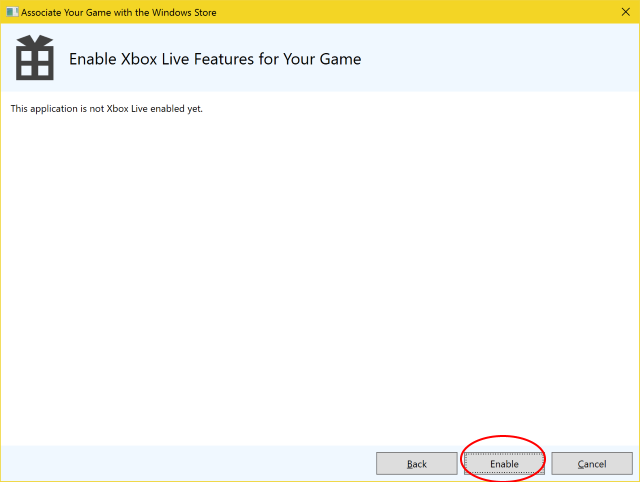 Associate Your Game with the Windows Store
Enable Xbox Live Features for Your Game
This application is not Xbox Live enabled yet.
Back Enable Cancel